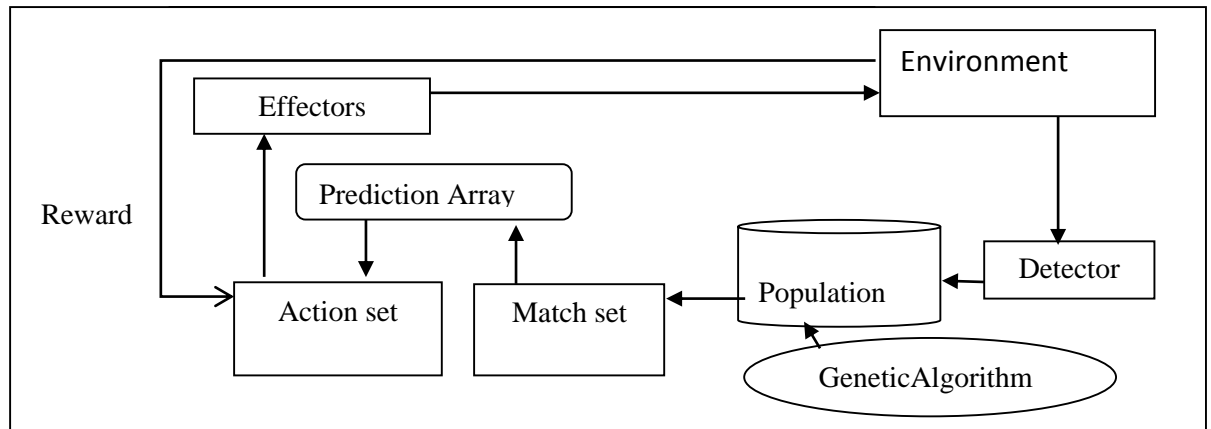 Environment
Effectors
Prediction Array
Reward
Detector
Population
Action set
Match set
GeneticAlgorithm